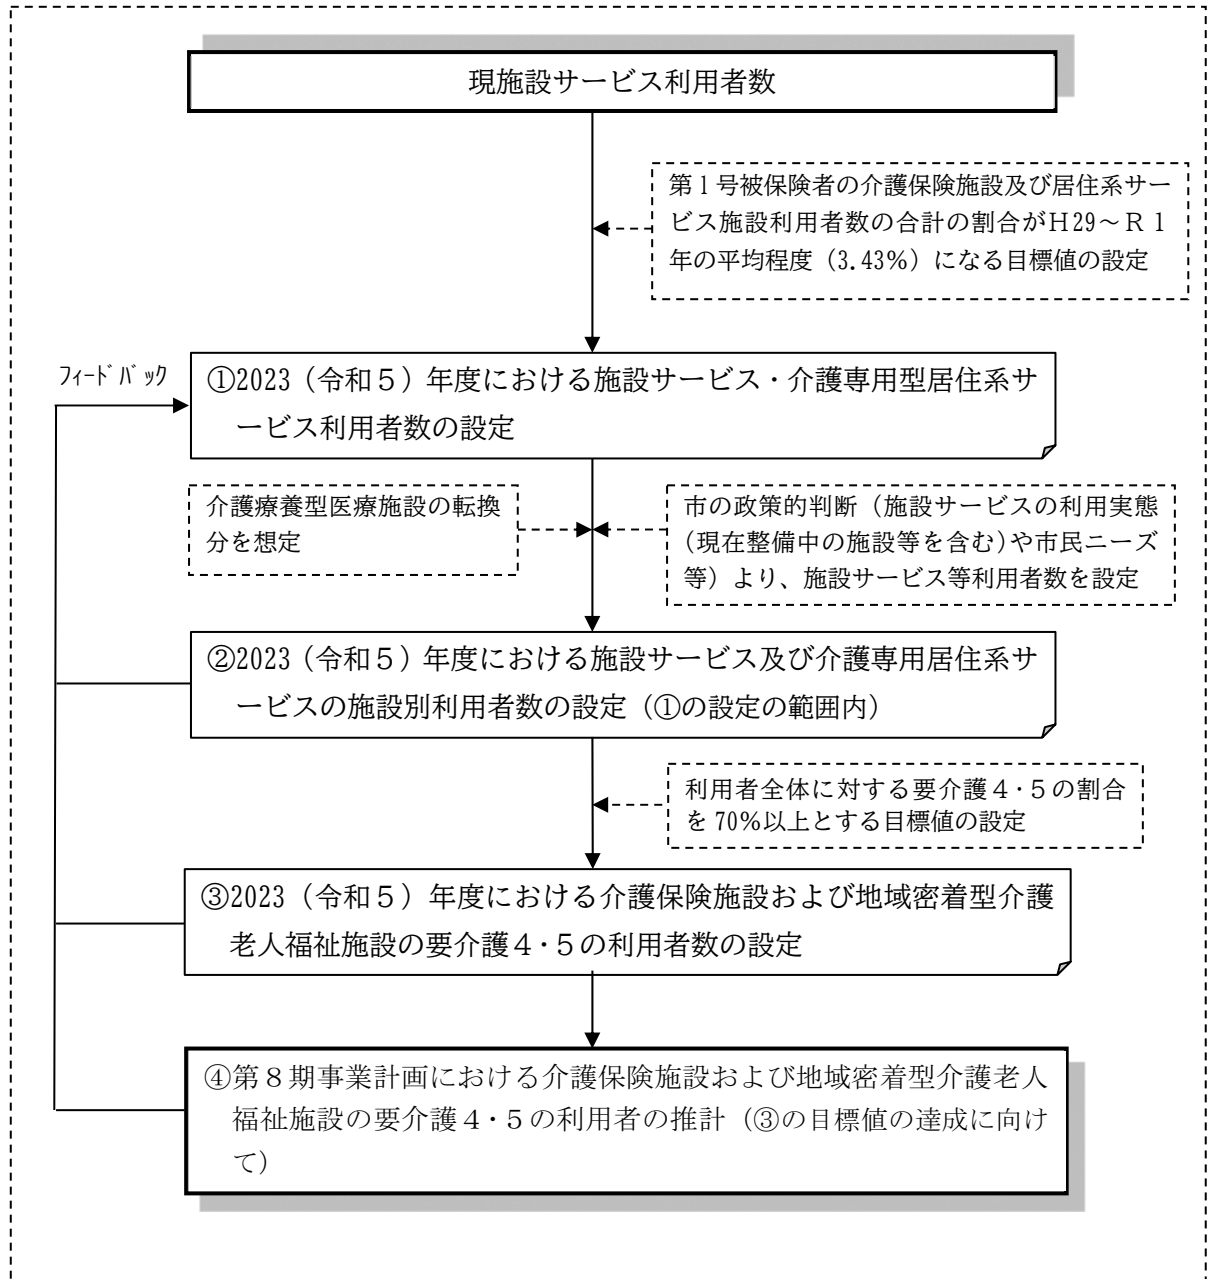 現施設サービス利用者数
第1号被保険者の介護保険施設及び居住系サー
ビス施設利用者数の合計の割合がH29～R1
年の平均程度（3.43％）になる目標値の設定
ﾌｨｰﾄﾞﾊﾞｯｸ
①2023（令和５）年度における施設サービス・介護専用型居住系サ
ービス利用者数の設定
介護療養型医療施設の転換
分を想定
市の政策的判断（施設サービスの利用実態
（現在整備中の施設等を含む）や市民ニーズ
等）より、施設サービス等利用者数を設定
②2023（令和５）年度における施設サービス及び介護専用居住系サ
ービスの施設別利用者数の設定（①の設定の範囲内）
利用者全体に対する要介護４･５の割合
を70％以上とする目標値の設定
③2023（令和５）年度における介護保険施設および地域密着型介護
老人福祉施設の要介護４･５の利用者数の設定
④第８期事業計画における介護保険施設および地域密着型介護老人
福祉施設の要介護４･５の利用者の推計（③の目標値の達成に向け
て）